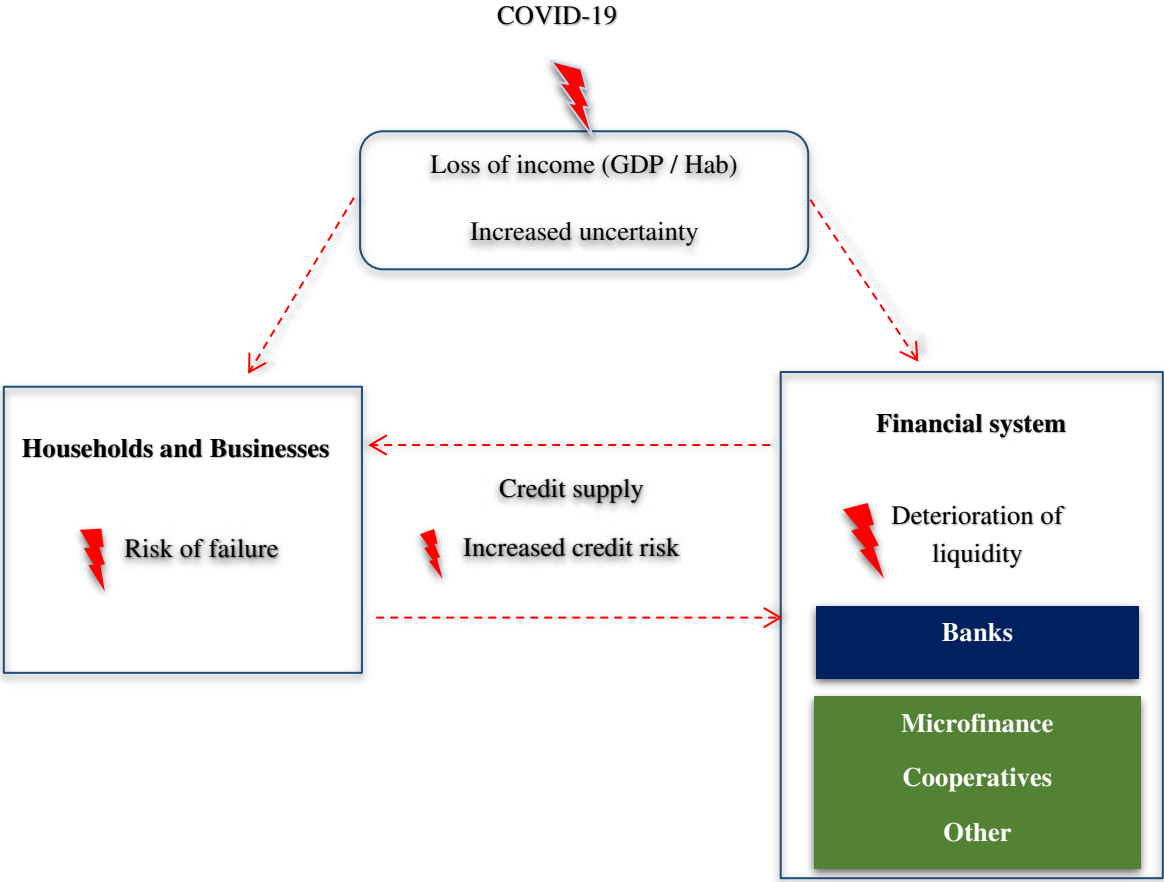 COVID-19
Loss of income (GDP / Hab)
Increased uncertainty
Households and Businesses
Risk of failure
Credit supply
Increased credit risk
Financial system
Deterioration of
liquidity
Banks
Microfinance
Cooperatives
Other